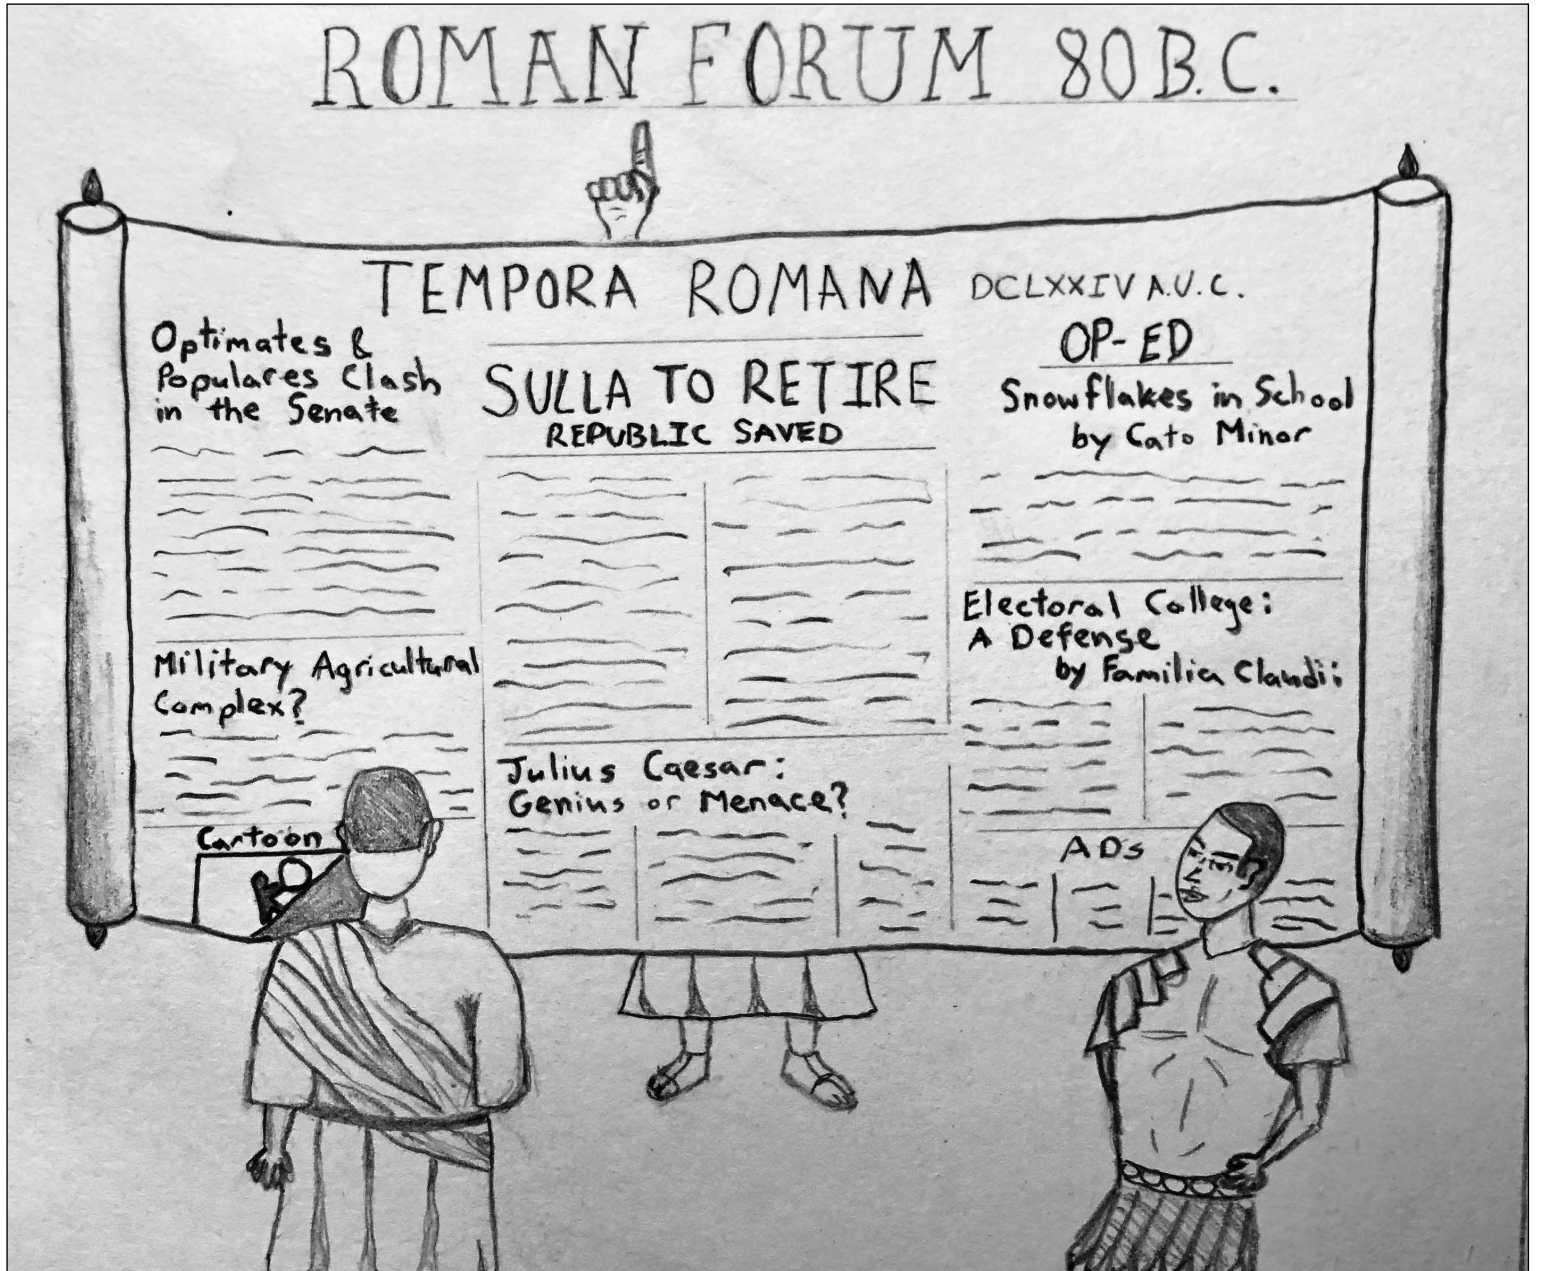 ROMAN FORUM 80 B.C.
TEMPORA ROMANA DCLXXIV A.U.C.
Optimates &
Populares Clash
in the Senate
Military Agricultural
Complex?
Cartoon
SULLA TO RETIRE
REPUBLIC SAVED
Julius Caesar:
Genius or Menace?
OP-ED
Snowflakes in School
by Cato Minor
Electoral College:
A Defense
by Familia Claudii
ADs